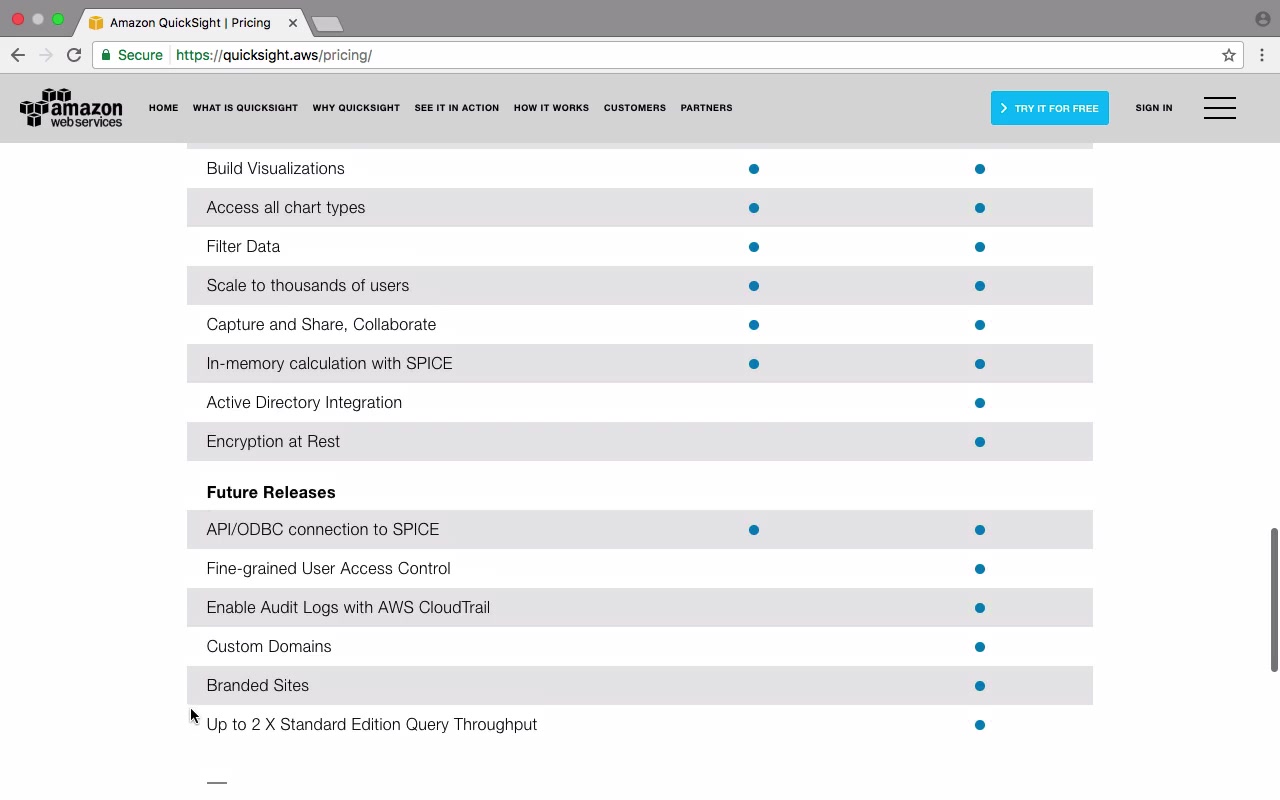 Amazon QuickSight | Pricing
Secure https://quicksight.aws/pricing/
amazon
webservices
HOME WHAT IS QUICKSIGHT WHY QUICKSIGHT SEE IT IN ACTION HOW IT WORKS CUSTOMERS PARTNERS TRY IT FOR FREE SIGN IN
Build Visualizations
Access all chart types
Filter Data
Scale to thousands of users
Capture and Share, Collaborate
In-memory calculation with SPICE
Active Directory Integration
Encryption at Rest
Future Releases
API/ODBC connection to SPICE
Fine-grained User Access Control
Enable Audit Logs with AWS CloudTrail
Custom Domains
Branded Sites
Up to 2 X Standard Edition Query Throughput